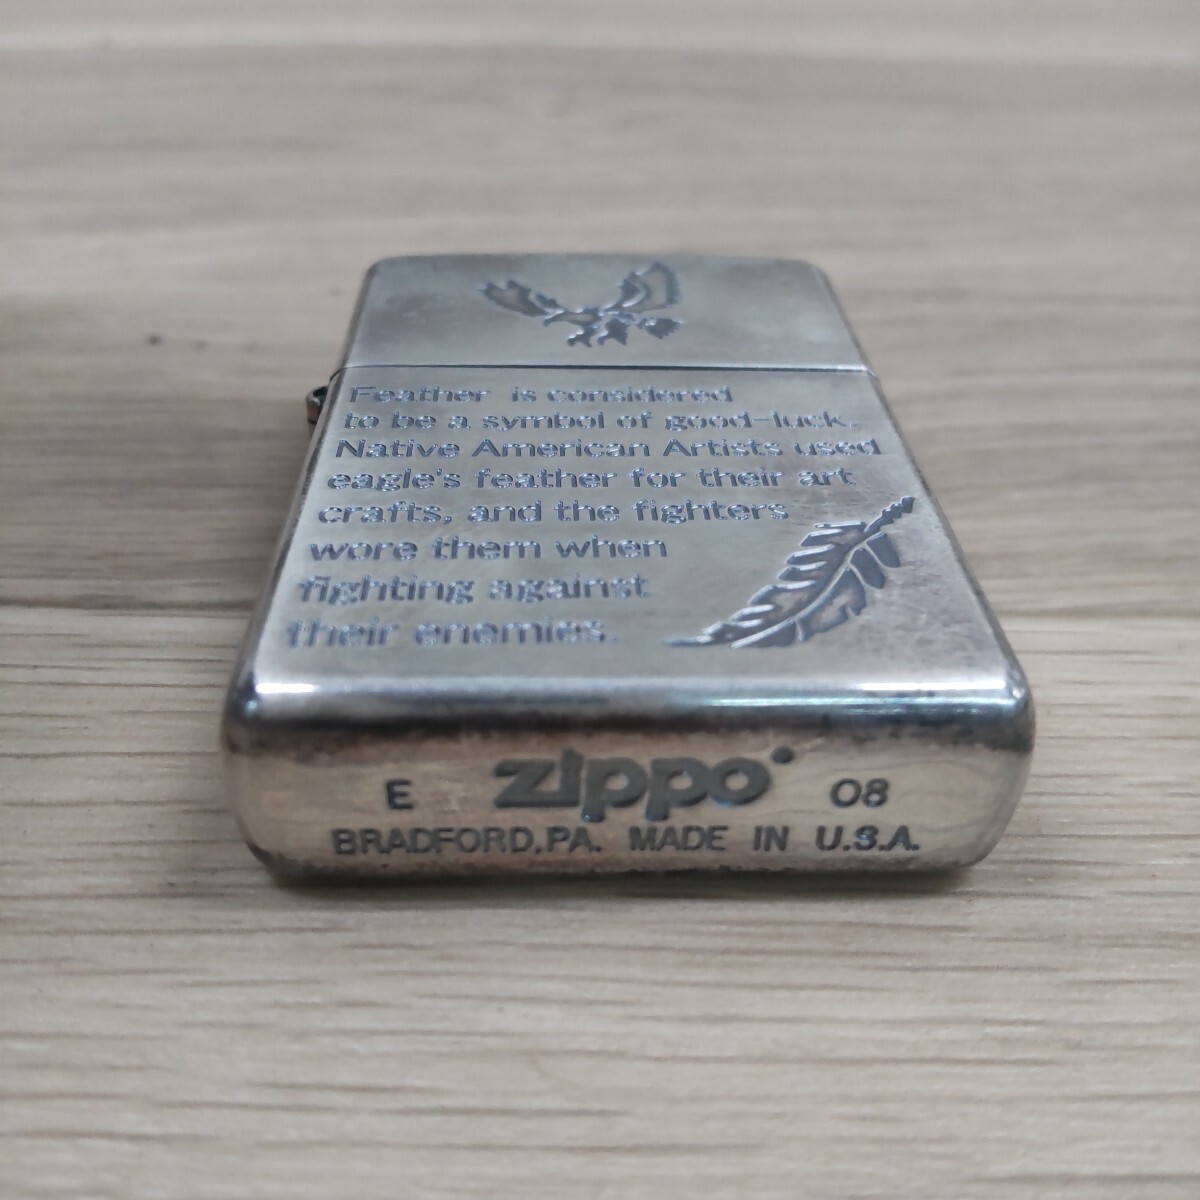 Feather is considered
to be a symbol of good-luck.
Native American Artists used
eagle's feather for their art
crafts, and the fighters
wore them when
fighting against
their enemies.
E zippo 08
BRADFORD,PA. MADE IN U.S.A.